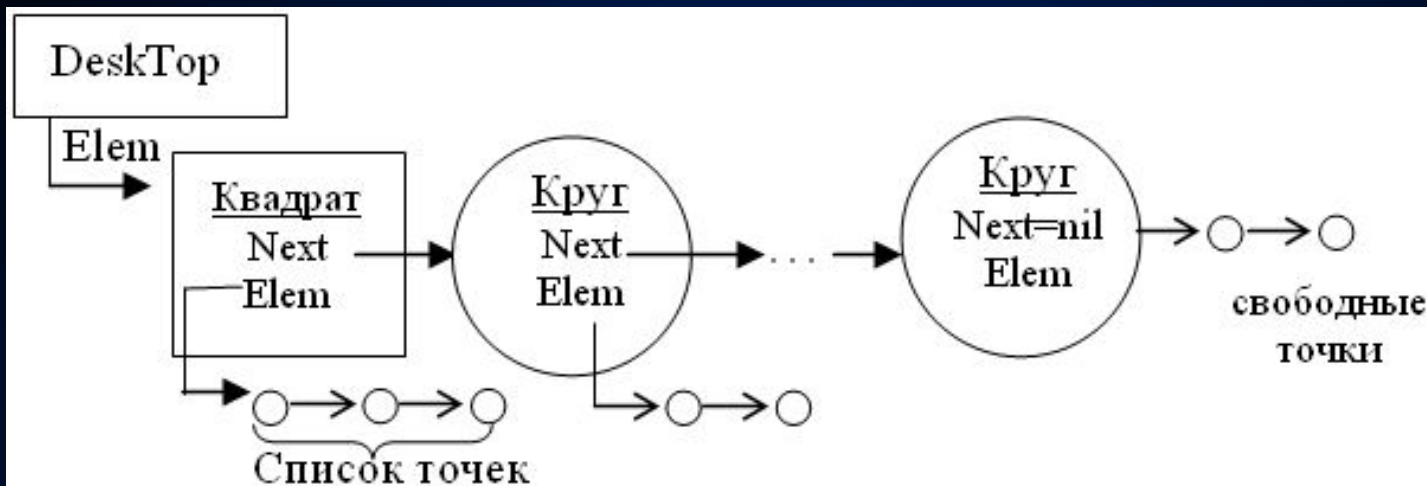 DeskTop
Elem
Квадрат
Next
Elem
Круг
Next
Elem
. . .
Круг
Next=nil
Elem
свободные
точки
Список точек